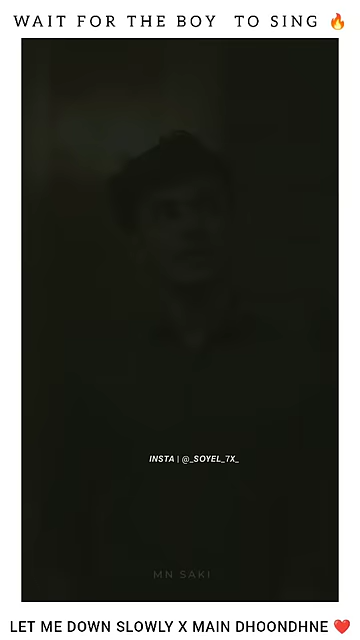 WAIT FOR THE BOY TO SING 🔥
INSTA | @_SOYEL_7X_
MN SAKI
LET ME DOWN SLOWLY X MAIN DHOONDHNE ❤️